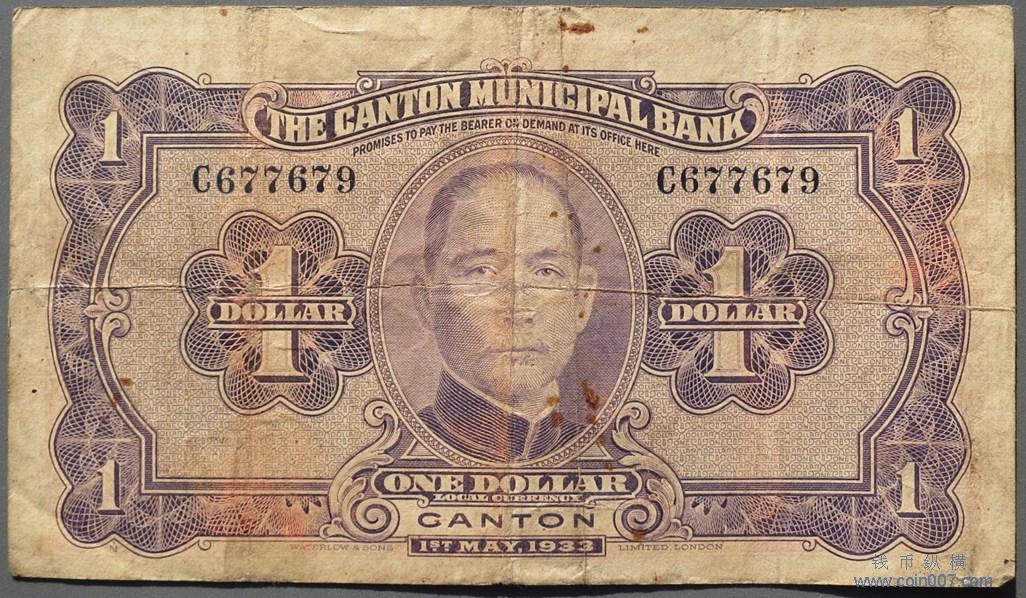 THE CANTON MUNICIPAL BANK
PROMISES TO PAY THE BEARER ON DEMAND AT ITS OFFICE HERE
1
1
C677679
C677679
1
DOLLAR
1
DOLLAR
ONE DOLLAR
LOCAL CURRENCY
CANTON
1
1
1ST MAY, 1933
WATERLOW & SONS LIMITED, LONDON
钱币纵横
www.coin007.com